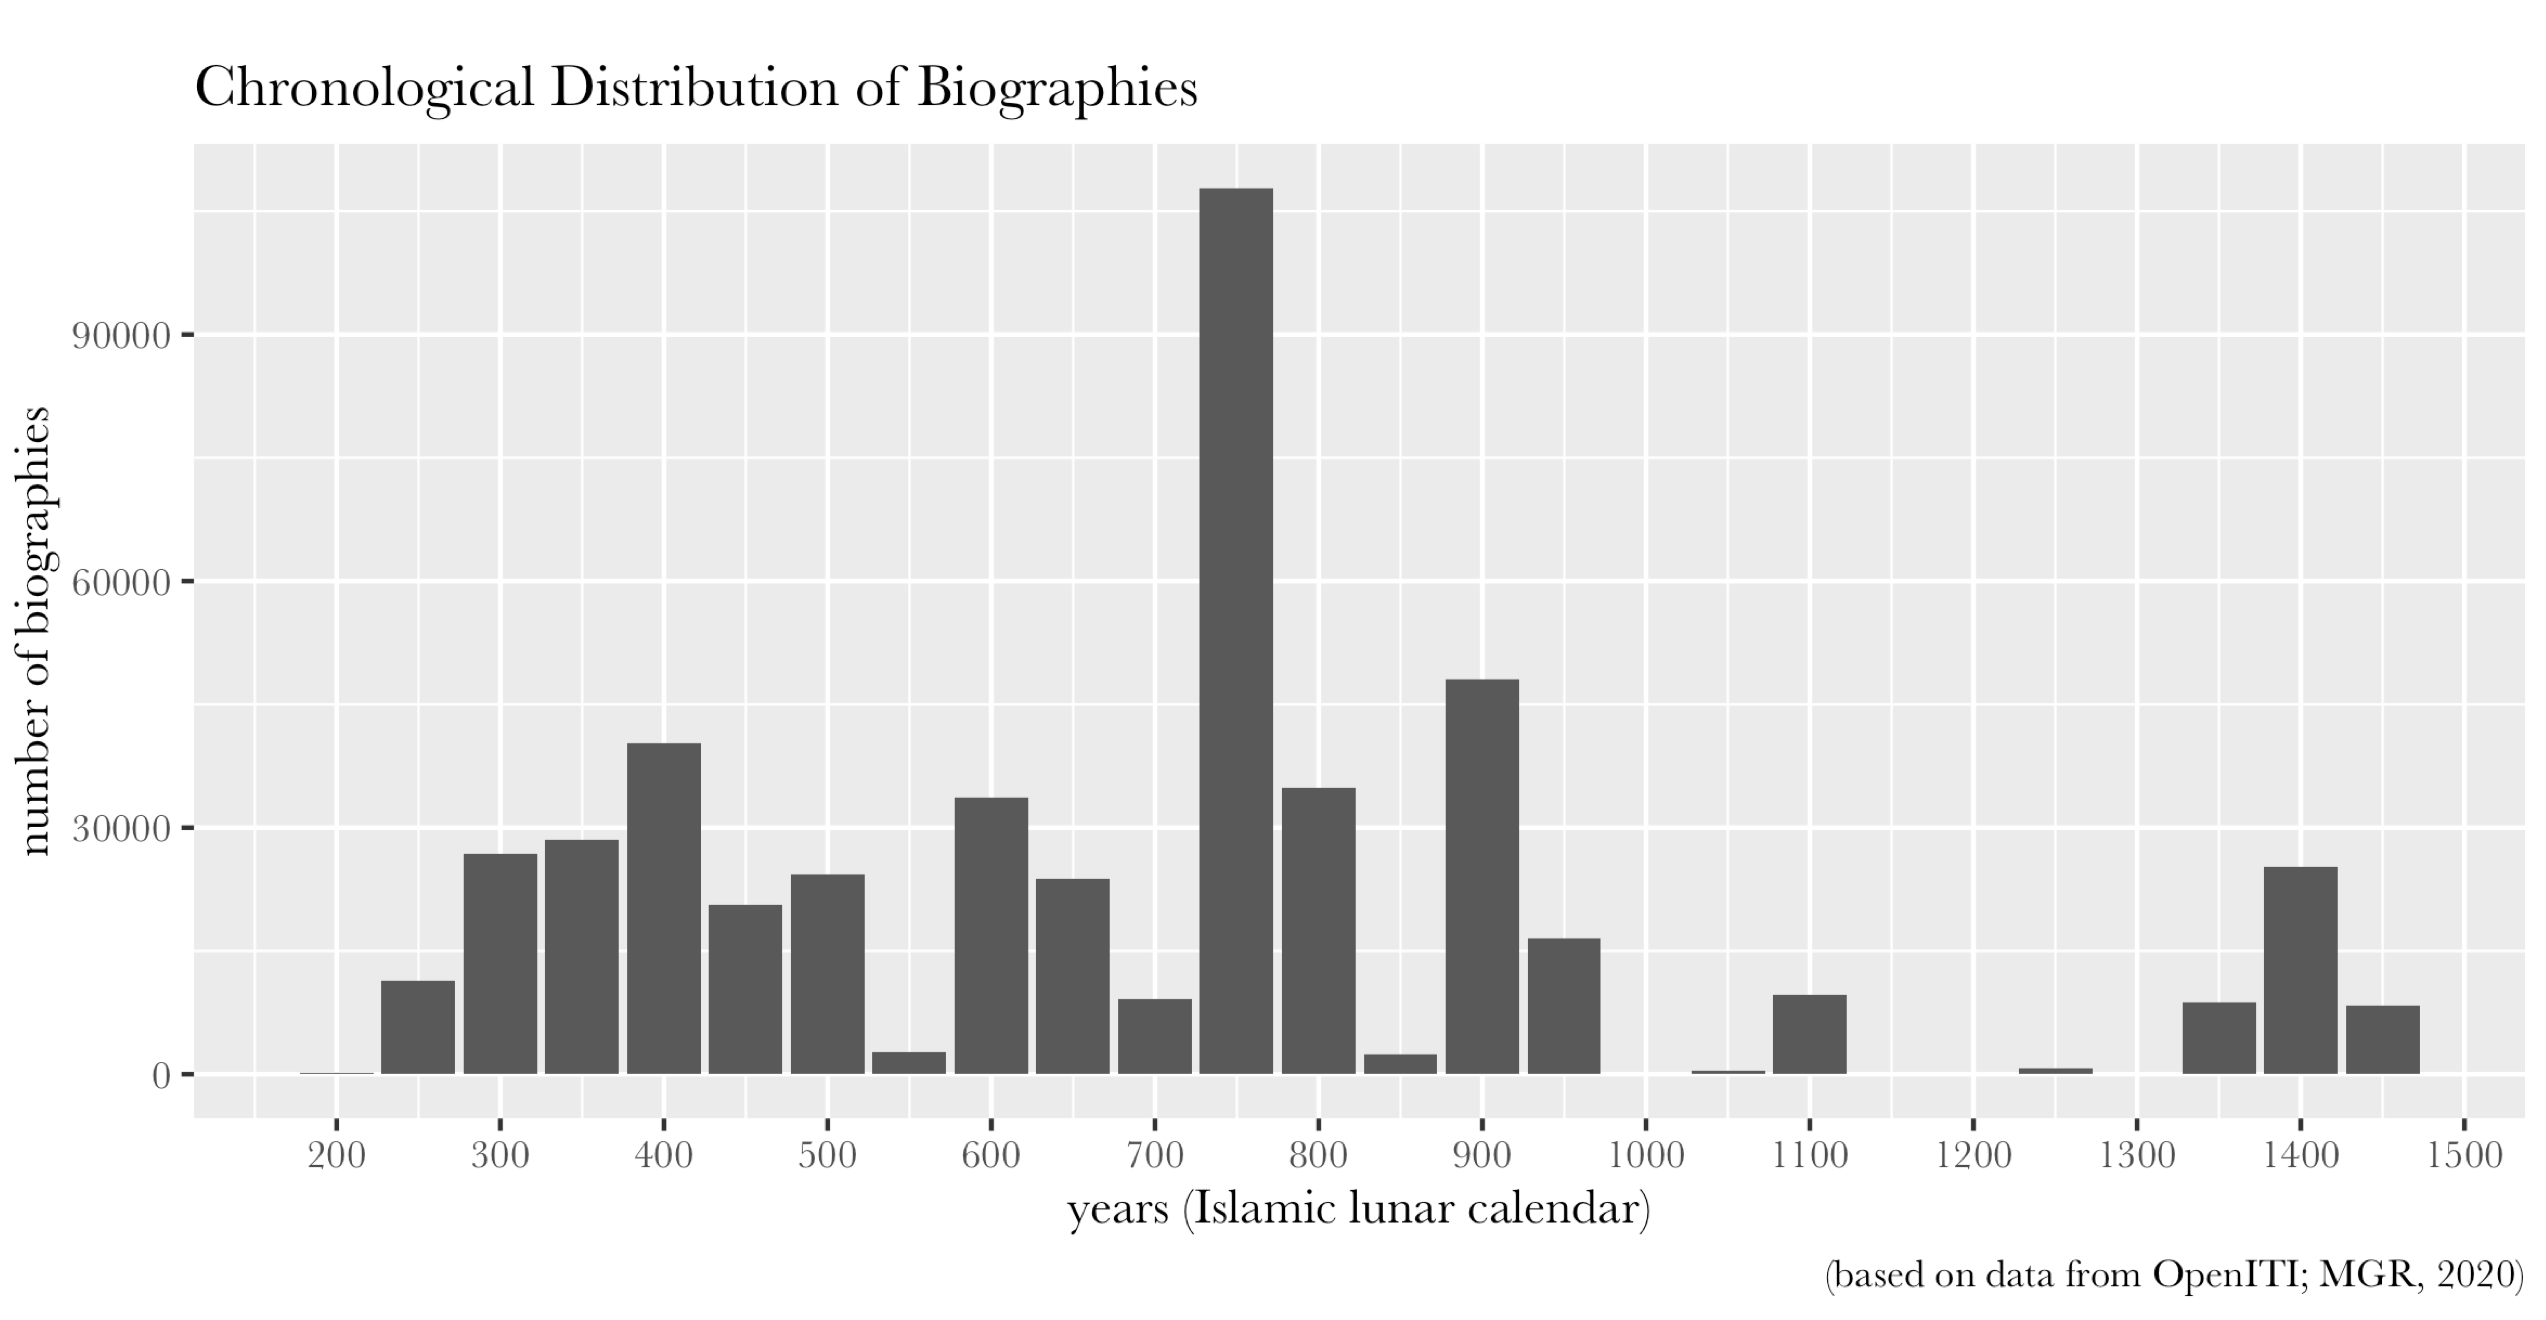 Chronological Distribution of Biographies
number of biographies
90000
60000
30000
0
200 300 400 500 600 700 800 900 1000 1100 1200 1300 1400 1500
years (Islamic lunar calendar)
(based on data from OpenITI; MGR, 2020)